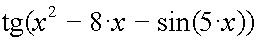 tg(x² − 8·x − sin(5·x))